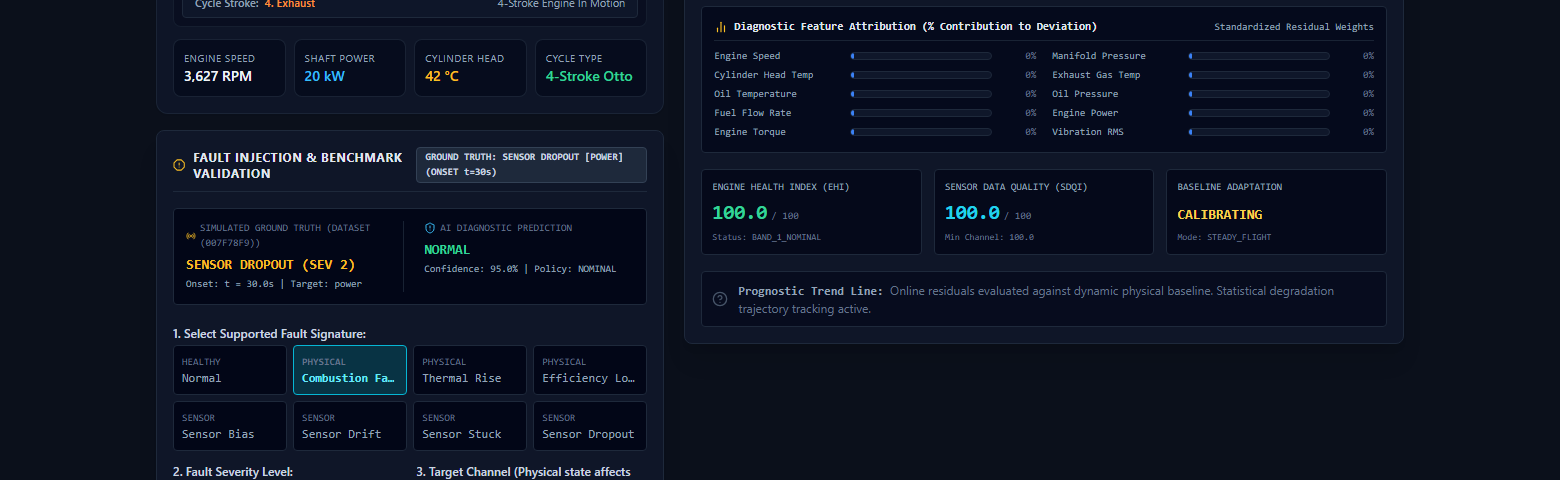 Cycle Stroke: 4. Exhaust
4-Stroke Engine In Motion
ENGINE SPEED
3,627 RPM
SHAFT POWER
20 kW
CYLINDER HEAD
42 °C
CYCLE TYPE
4-Stroke Otto
FAULT INJECTION & BENCHMARK
VALIDATION
GROUND TRUTH: SENSOR DROPOUT [POWER]
(ONSET t=30s)
SIMULATED GROUND TRUTH (DATASET
(007F78F9))
SENSOR DROPOUT (SEV 2)
Onset: t = 30.0s | Target: power
AI DIAGNOSTIC PREDICTION
NORMAL
Confidence: 95.0% | Policy: NOMINAL
1. Select Supported Fault Signature:
HEALTHY
Normal
PHYSICAL
Combustion Fa…
PHYSICAL
Thermal Rise
PHYSICAL
Efficiency Lo…
SENSOR
Sensor Bias
SENSOR
Sensor Drift
SENSOR
Sensor Stuck
SENSOR
Sensor Dropout
2. Fault Severity Level:
3. Target Channel (Physical state affects
Diagnostic Feature Attribution (% Contribution to Deviation)
Standardized Residual Weights
Engine Speed 0%
Manifold Pressure 0%
Cylinder Head Temp 0%
Exhaust Gas Temp 0%
Oil Temperature 0%
Oil Pressure 0%
Fuel Flow Rate 0%
Engine Power 0%
Engine Torque 0%
Vibration RMS 0%
ENGINE HEALTH INDEX (EHI)
100.0 / 100
Status: BAND_1_NOMINAL
SENSOR DATA QUALITY (SDQI)
100.0 / 100
Min Channel: 100.0
BASELINE ADAPTATION
CALIBRATING
Mode: STEADY_FLIGHT
Prognostic Trend Line: Online residuals evaluated against dynamic physical baseline. Statistical degradation
trajectory tracking active.